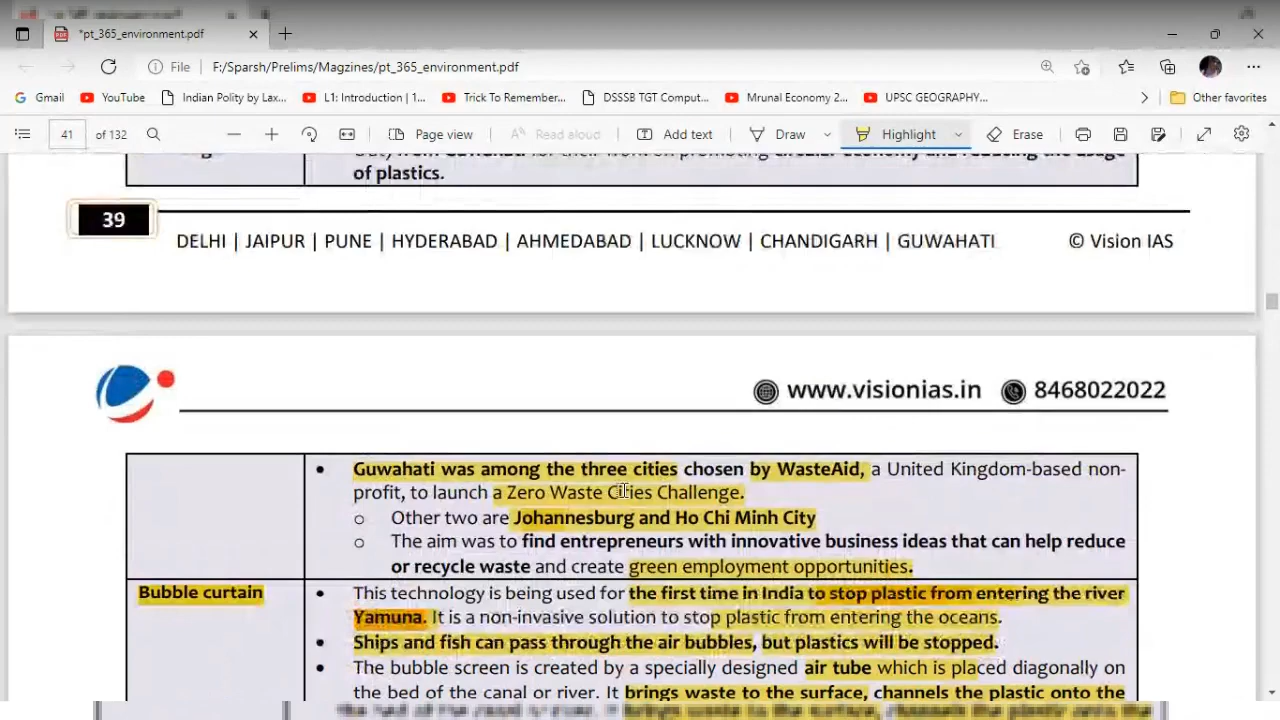 *pt_365_environment.pdf
File F:/Sparsh/Prelims/Magzines/pt_365_environment.pdf
Gmail YouTube Indian Polity by Lax... L1: Introduction | 1... Trick To Remember... DSSSB TGT Comput... Mrunal Economy 2... UPSC GEOGRAPHY... Other favorites
41 of 132 Page view Read aloud Add text Draw Highlight Erase
of plastics.
39
DELHI | JAIPUR | PUNE | HYDERABAD | AHMEDABAD | LUCKNOW | CHANDIGARH | GUWAHATI © Vision IAS
www.visionias.in 8468022022
Guwahati was among the three cities chosen by WasteAid, a United Kingdom-based non-
profit, to launch a Zero Waste Cities Challenge.
Other two are Johannesburg and Ho Chi Minh City
The aim was to find entrepreneurs with innovative business ideas that can help reduce
or recycle waste and create green employment opportunities.
Bubble curtain
This technology is being used for the first time in India to stop plastic from entering the river
Yamuna. It is a non-invasive solution to stop plastic from entering the oceans.
Ships and fish can pass through the air bubbles, but plastics will be stopped.
The bubble screen is created by a specially designed air tube which is placed diagonally on
the bed of the canal or river. It brings waste to the surface, channels the plastic onto the